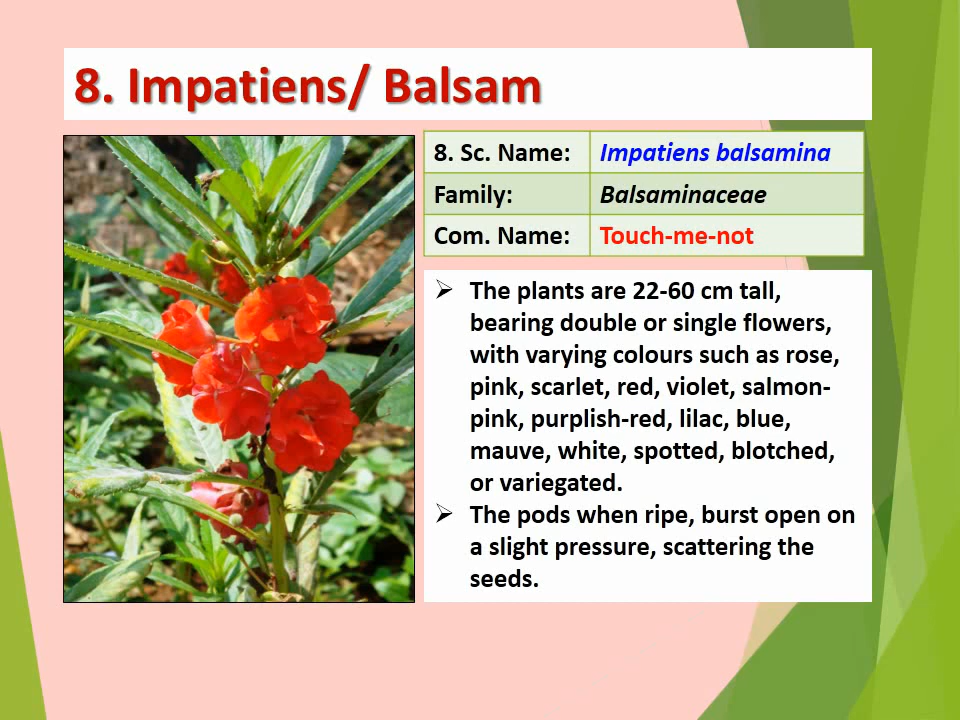 8. Impatiens/ Balsam
8. Sc. Name: Impatiens balsamina
Family: Balsaminaceae
Com. Name: Touch-me-not
➢ The plants are 22-60 cm tall,
bearing double or single flowers,
with varying colours such as rose,
pink, scarlet, red, violet, salmon-
pink, purplish-red, lilac, blue,
mauve, white, spotted, blotched,
or variegated.
➢ The pods when ripe, burst open on
a slight pressure, scattering the
seeds.